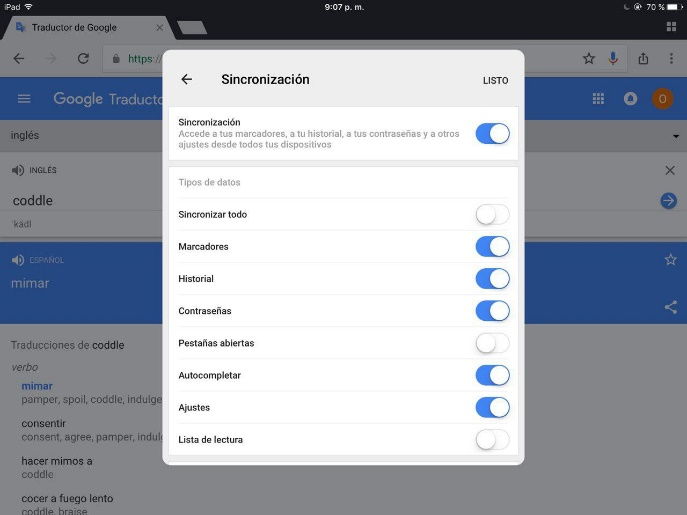 iPad
9:07 p. m.
70 %
Traductor de Google
https://
Google Traducto
O
inglés
INGLÉS
coddle
ˈkädl
ESPAÑOL
mimar
Traducciones de coddle
verbo
mimar
pamper, spoil, coddle, indulge
consentir
consent, agree, pamper, indul
hacer mimos a
coddle
cocer a fuego lento
coddle, braise
Sincronización
LISTO
Sincronización
Accede a tus marcadores, a tu historial, a tus contraseñas y a otros
ajustes desde todos tus dispositivos
Tipos de datos
Sincronizar todo
Marcadores
Historial
Contraseñas
Pestañas abiertas
Autocompletar
Ajustes
Lista de lectura